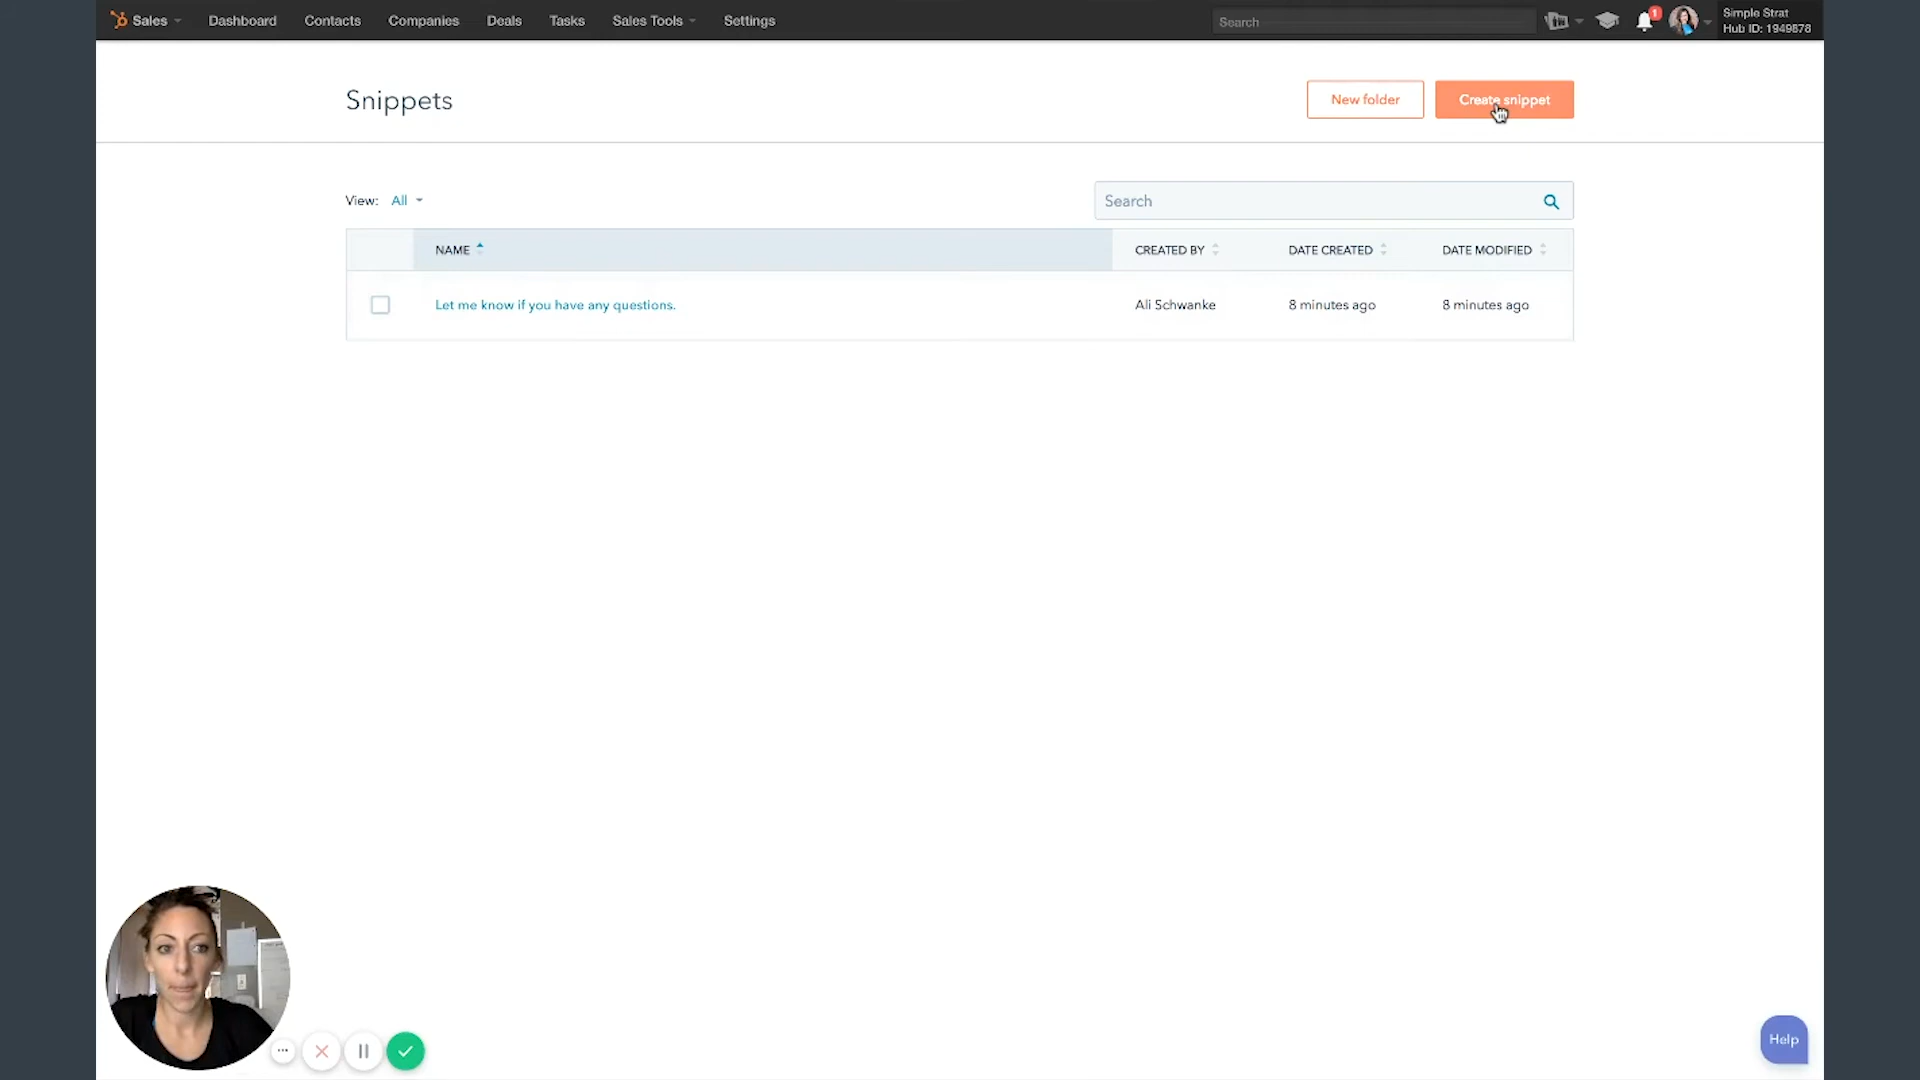 Sales Dashboard Contacts Companies Deals Tasks Sales Tools Settings Search 1 Simple Strat
Hub ID: 1949878
Snippets New folder Create snippet
View: All Search
NAME CREATED BY DATE CREATED DATE MODIFIED
Let me know if you have any questions. Ali Schwanke 8 minutes ago 8 minutes ago
Help